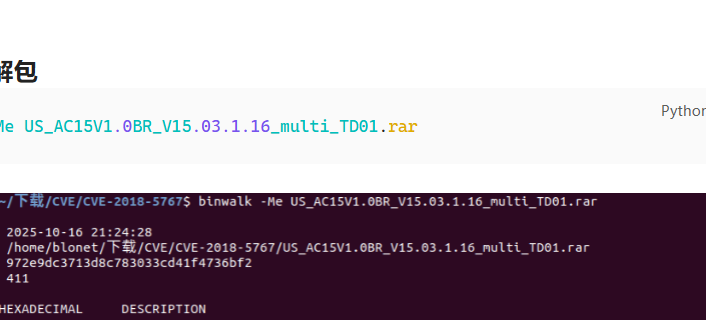 解包
Python
Me US_AC15V1.0BR_V15.03.1.16_multi_TD01.rar
~/下载/CVE/CVE-2018-5767$ binwalk -Me US_AC15V1.0BR_V15.03.1.16_multi_TD01.rar
2025-10-16 21:24:28
/home/blonet/下载/CVE/CVE-2018-5767/US_AC15V1.0BR_V15.03.1.16_multi_TD01.rar
972e9dc3713d8c783033cd41f4736bf2
411
HEXADECIMAL DESCRIPTION